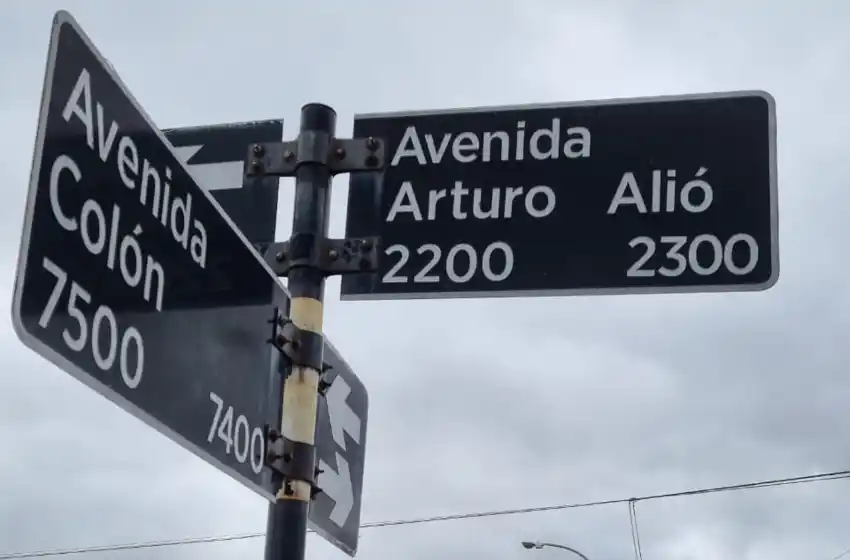 Avenida
Colón
7500
7400
Avenida
Arturo Alió
2200 2300